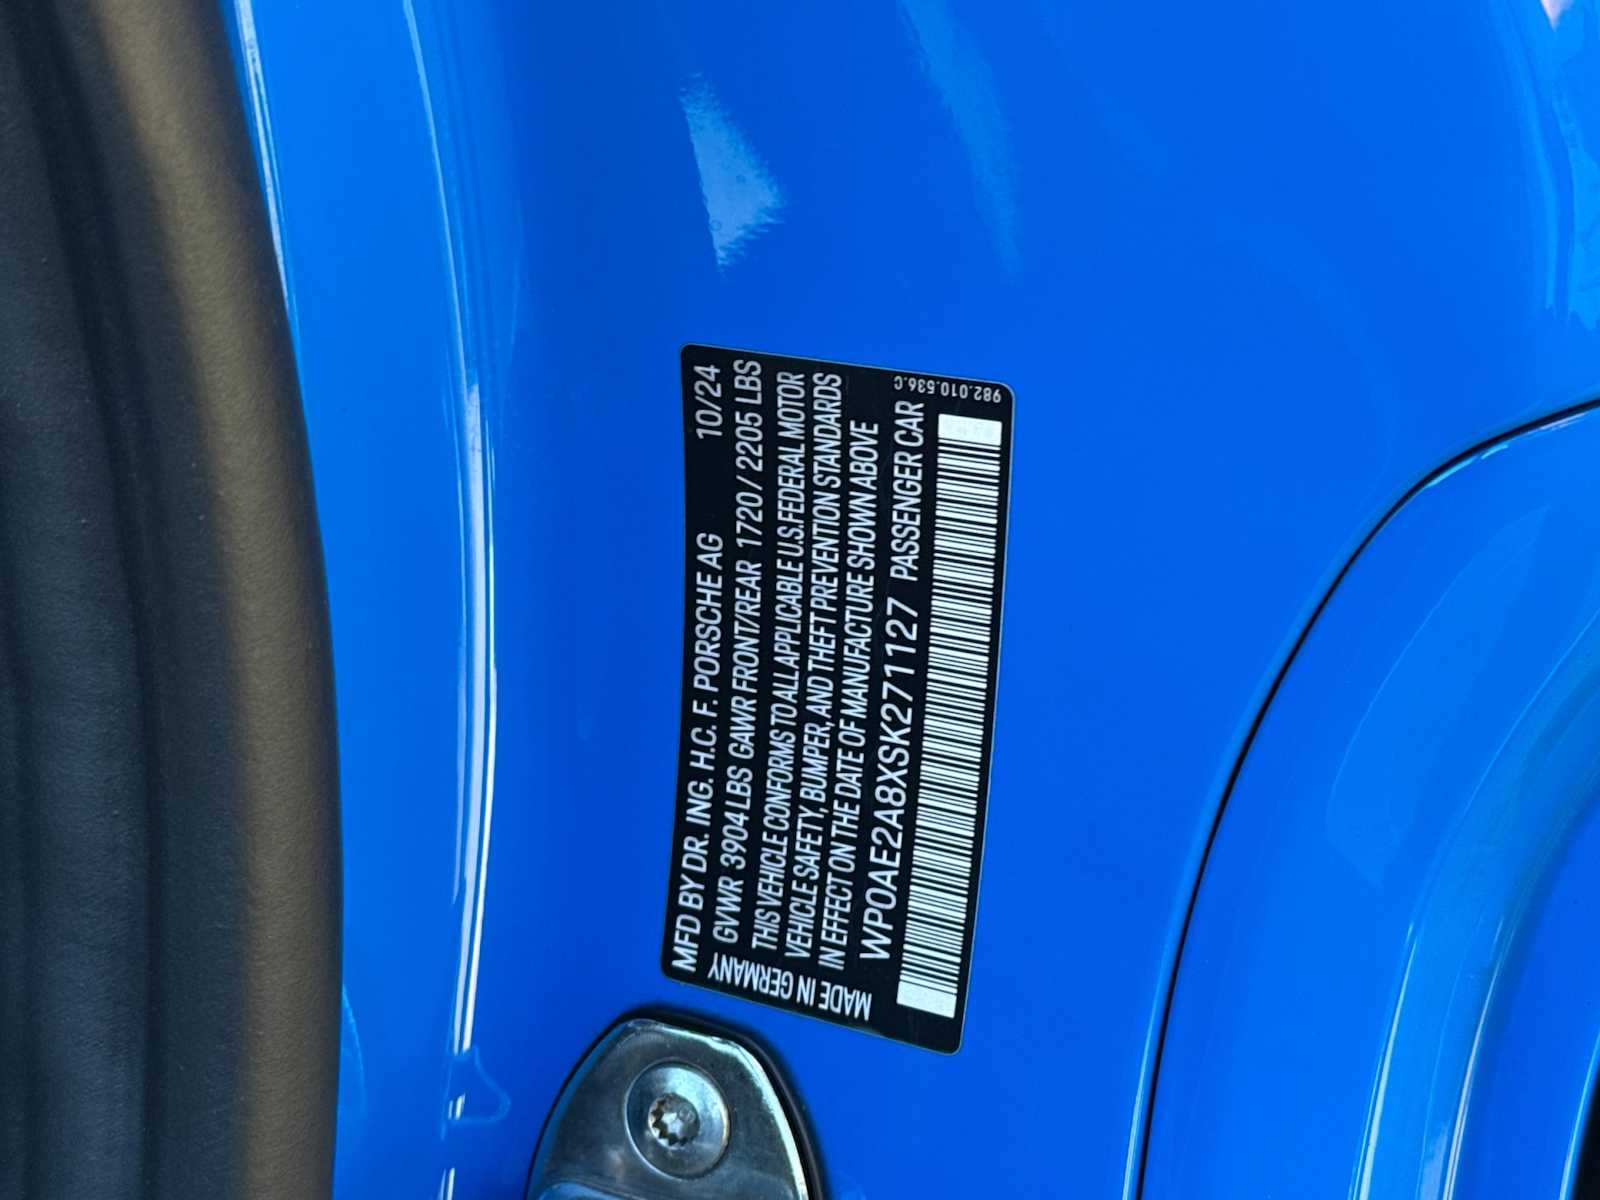 MFD BY DR. ING. H.C. F. PORSCHE AG 10/24
GVWR 3904 LBS GAWR FRONT/REAR 1720 / 2205 LBS
THIS VEHICLE CONFORMS TO ALL APPLICABLE U.S. FEDERAL MOTOR
VEHICLE SAFETY, BUMPER, AND THEFT PREVENTION STANDARDS
IN EFFECT ON THE DATE OF MANUFACTURE SHOWN ABOVE
WP0AE2A8XSK271127 PASSENGER CAR
MADE IN GERMANY
982.010.536.C